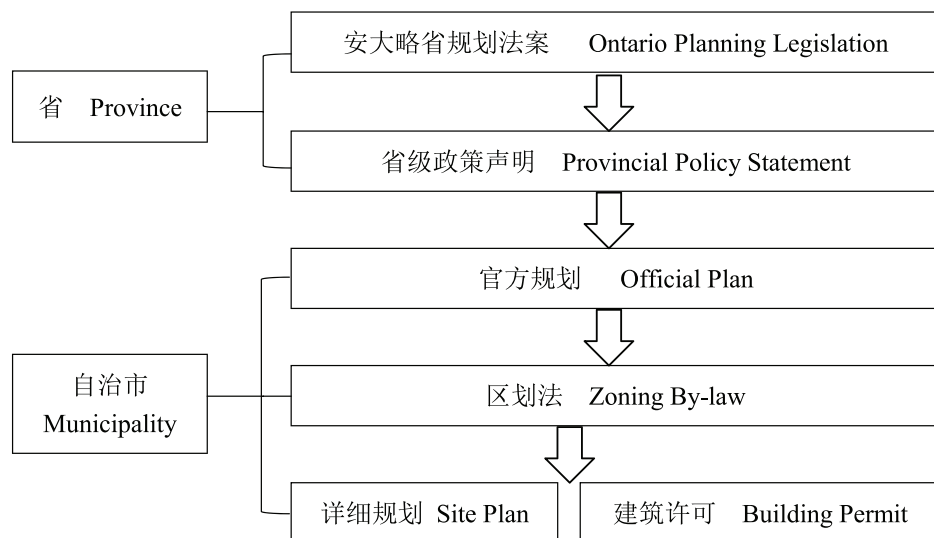 安大略省规划法案 Ontario Planning Legislation
省 Province
省级政策声明 Provincial Policy Statement
官方规划 Official Plan
自治市
Municipality
区划法 Zoning By-law
详细规划 Site Plan
建筑许可 Building Permit